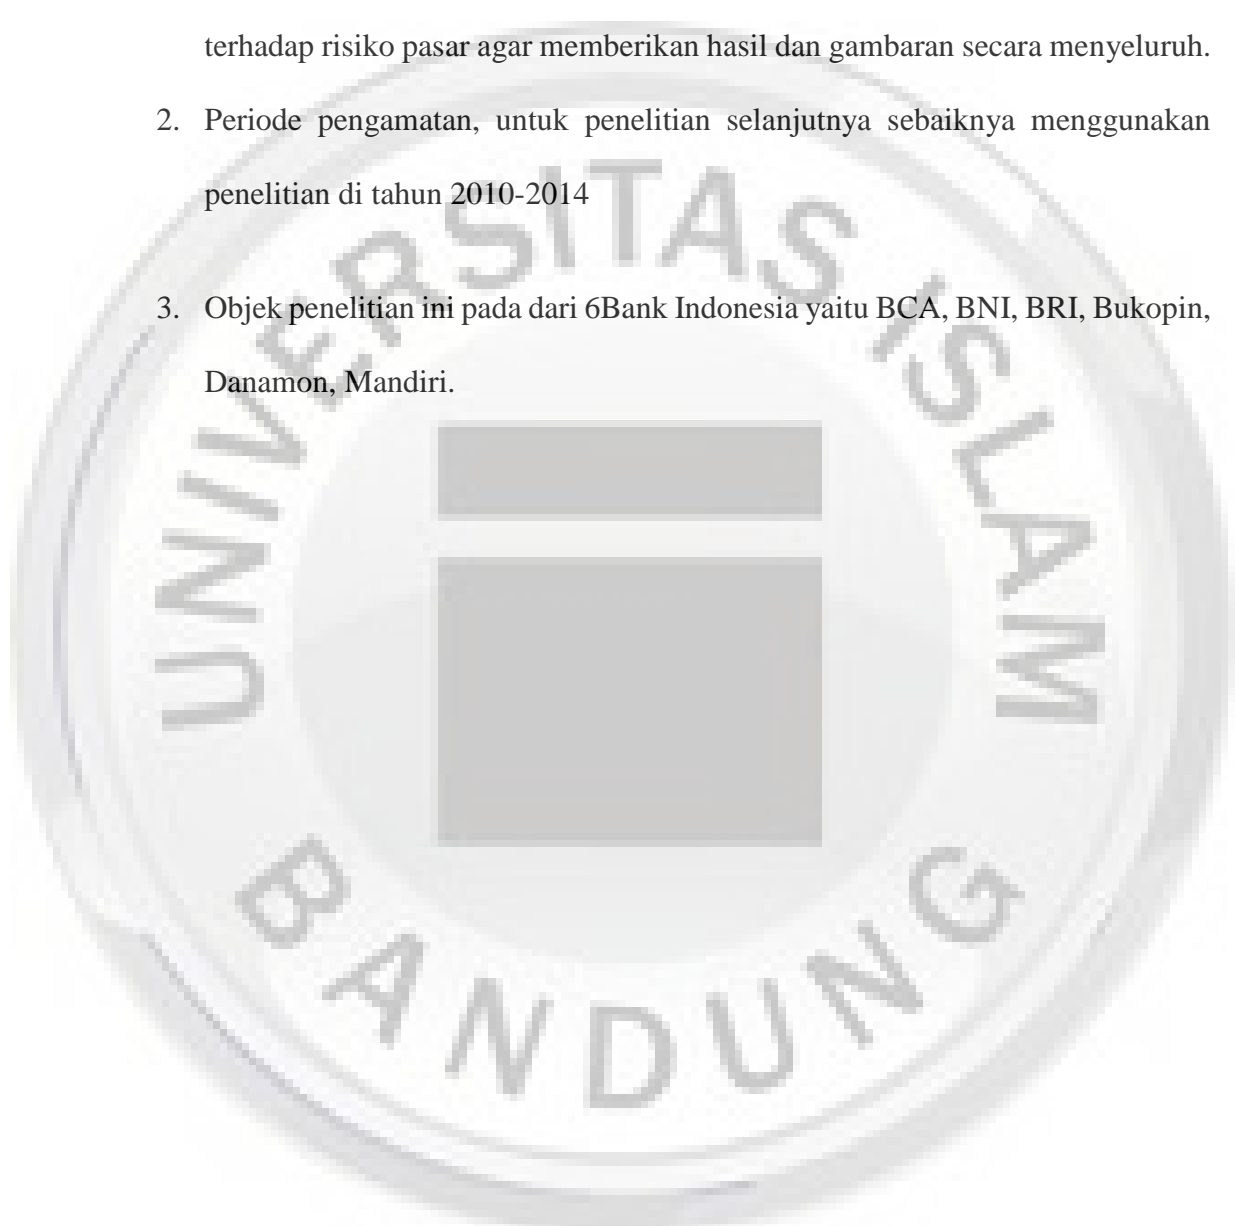 terhadap risiko pasar agar memberikan hasil dan gambaran secara menyeluruh.
2. Periode pengamatan, untuk penelitian selanjutnya sebaiknya menggunakan
penelitian di tahun 2010-2014
3. Objek penelitian ini pada dari 6Bank Indonesia yaitu BCA, BNI, BRI, Bukopin,
Danamon, Mandiri.
UNIVERSITAS ISLAM
BANDUNG